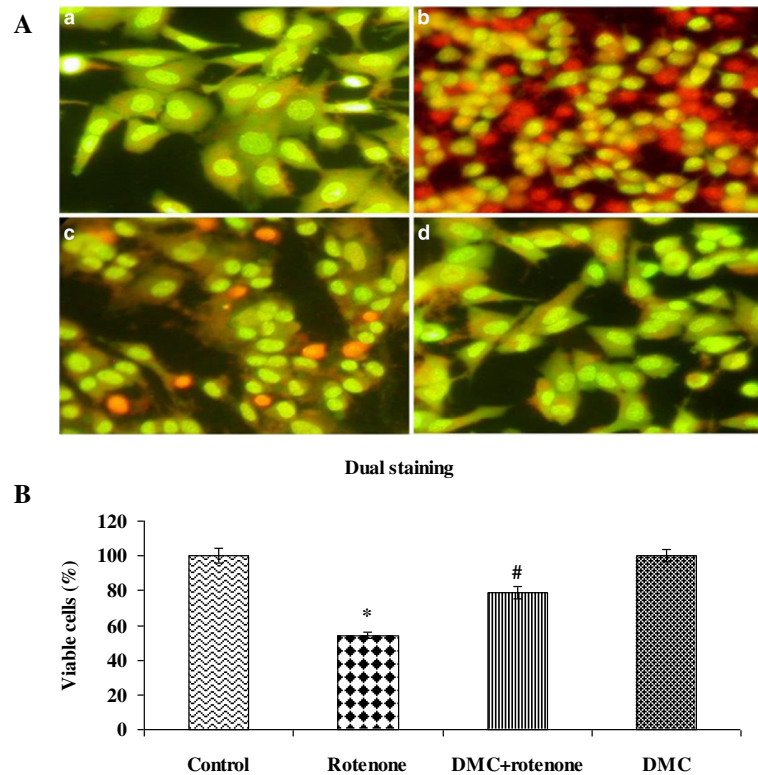 A
a
b
c
d
Dual staining
B
120
100
80
60
40
20
0
Viable cells (%)
*
#
Control Rotenone DMC+rotenone DMC